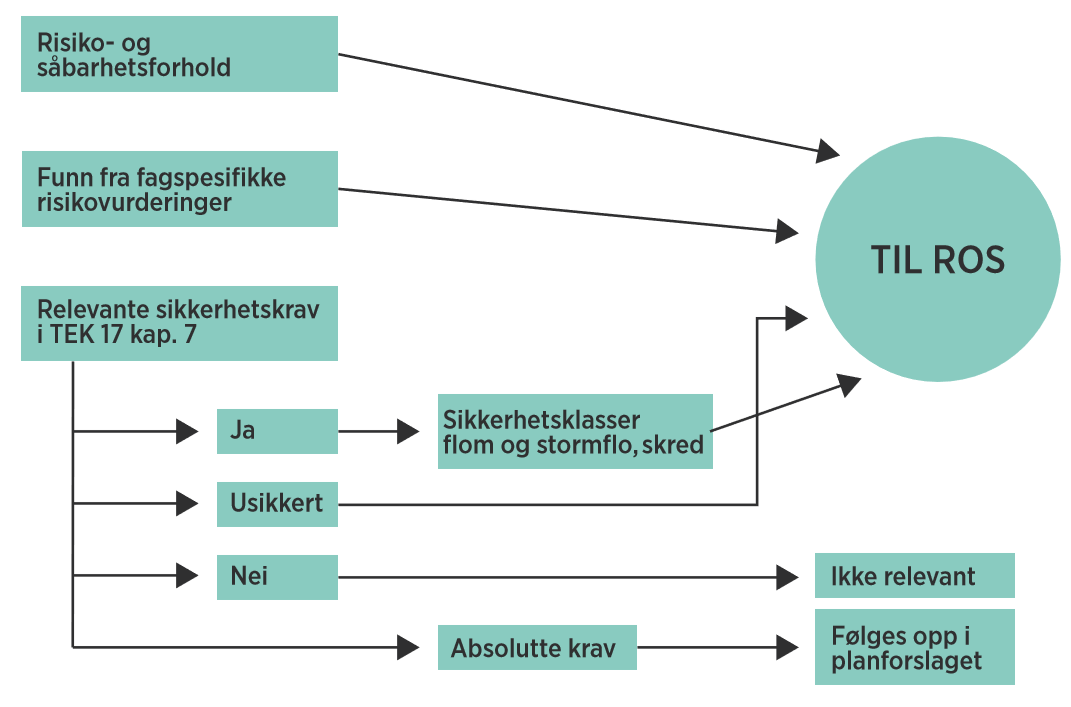 Risiko- og
såbarhetsforhold
Funn fra fagspesifikke
risikovurderinger
TIL ROS
Relevante sikkerhetskrav
i TEK 17 kap. 7
Ja
Sikkerhetsklasser
flom og stormflo, skred
Usikkert
Nei
Ikke relevant
Absolutte krav
Følges opp i
planforslaget